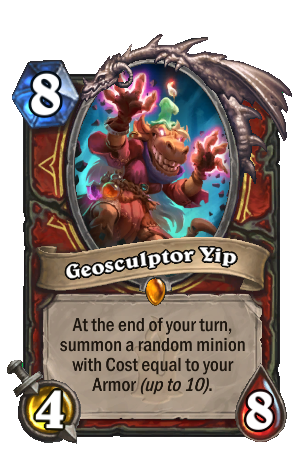 8
Geosculptor Yip
At the end of your turn,
summon a random minion
with Cost equal to your
Armor (up to 10).
4
8